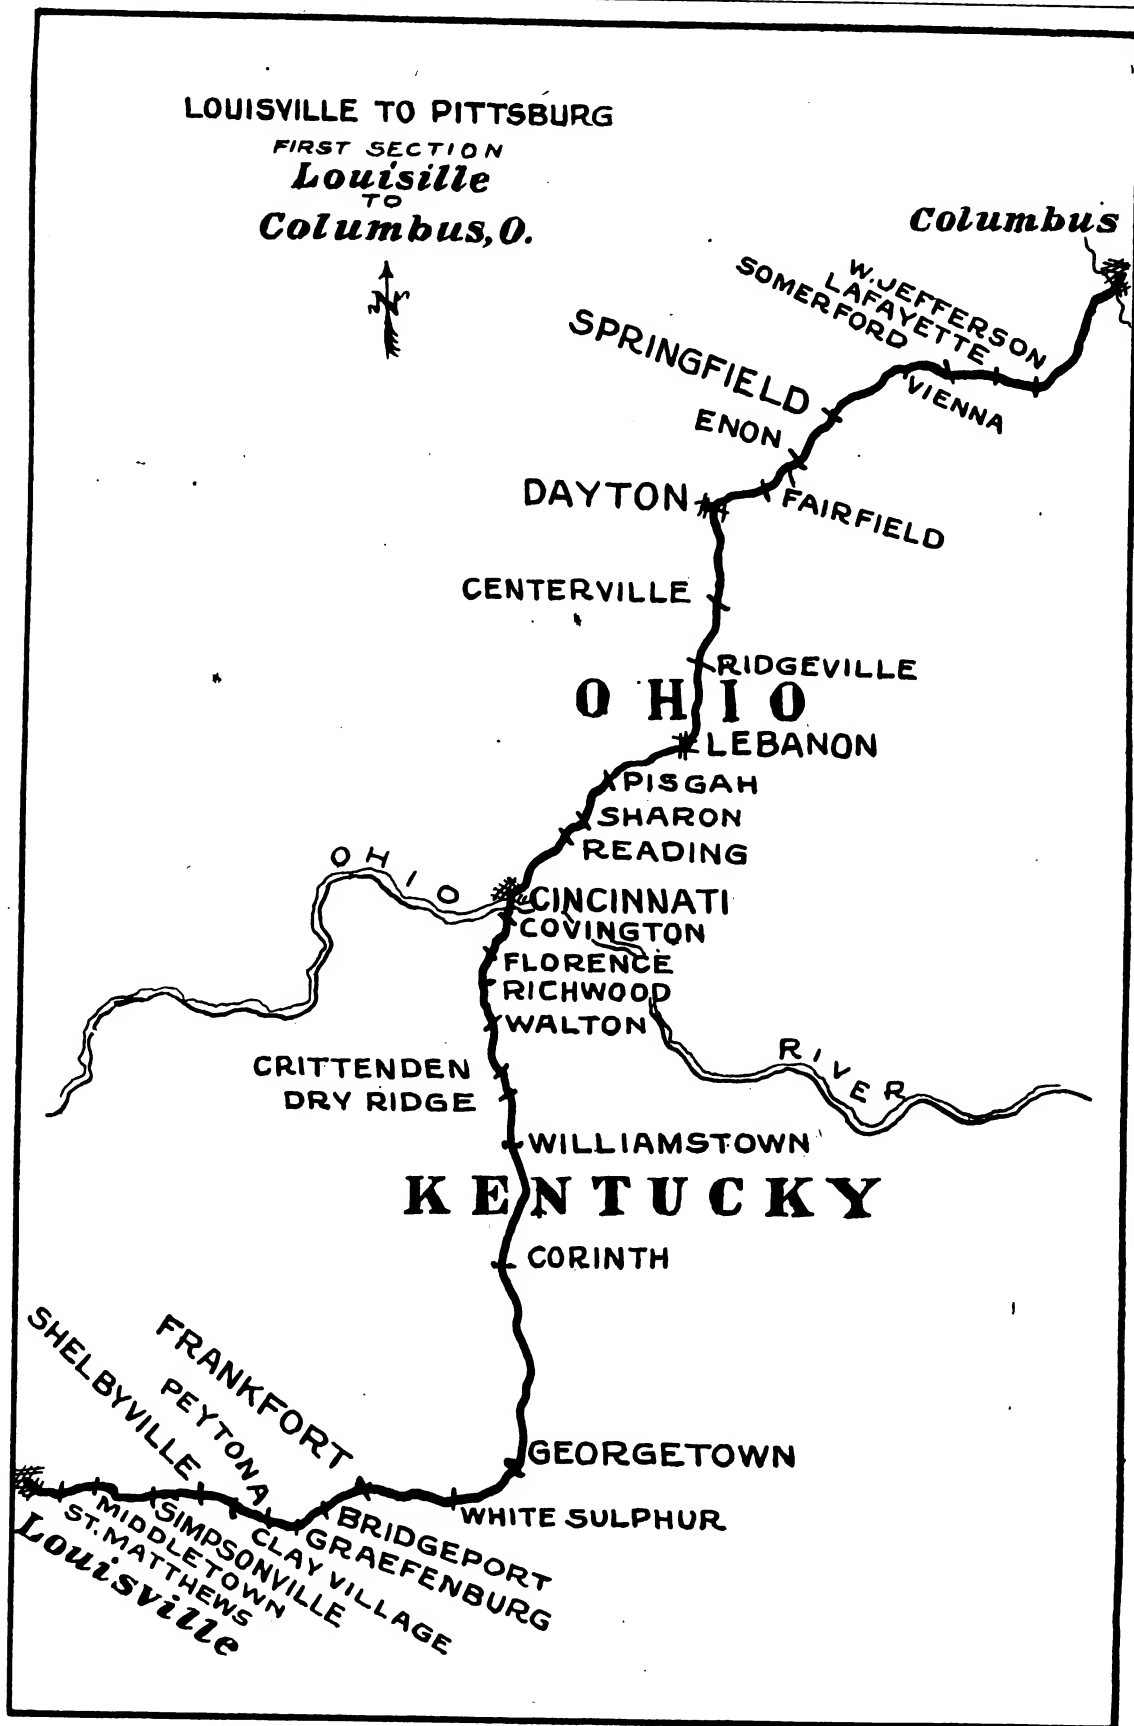 LOUISVILLE TO PITTSBURG
FIRST SECTION
Louisille
TO
Columbus, O.
N
Columbus
W. JEFFERSON
LAFAYETTE
SOMERFORD
VIENNA
SPRINGFIELD
ENON
FAIRFIELD
DAYTON
CENTERVILLE
RIDGEVILLE
OHIO
LEBANON
PISGAH
SHARON
READING
OHIO
CINCINNATI
COVINGTON
FLORENCE
RICHWOOD
WALTON
RIVER
CRITTENDEN
DRY RIDGE
WILLIAMSTOWN
KENTUCKY
CORINTH
GEORGETOWN
WHITE SULPHUR
FRANKFORT
PEYTONA
SHELBYVILLE
BRIDGEPORT
GRAEFENBURG
CLAY VILLAGE
SIMPSONVILLE
MIDDLETOWN
ST. MATTHEWS
Louisville